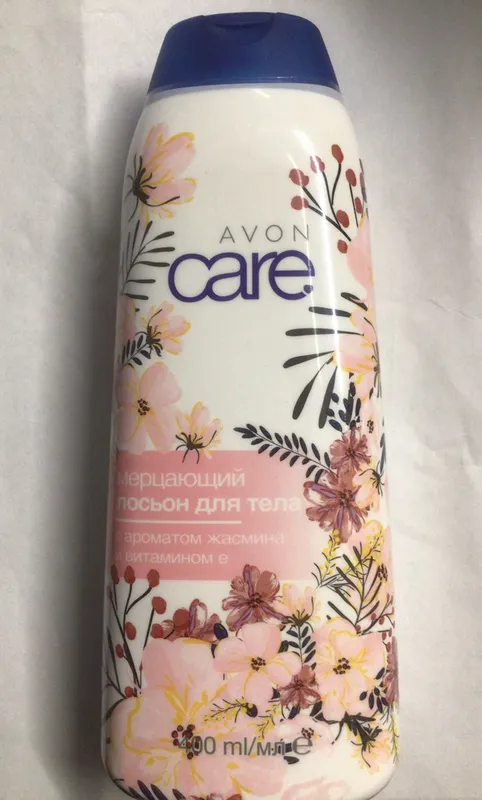 AVON
care
мерцающий
лосьон для тела
с ароматом жасмина
и витамином е
400 ml/мл e